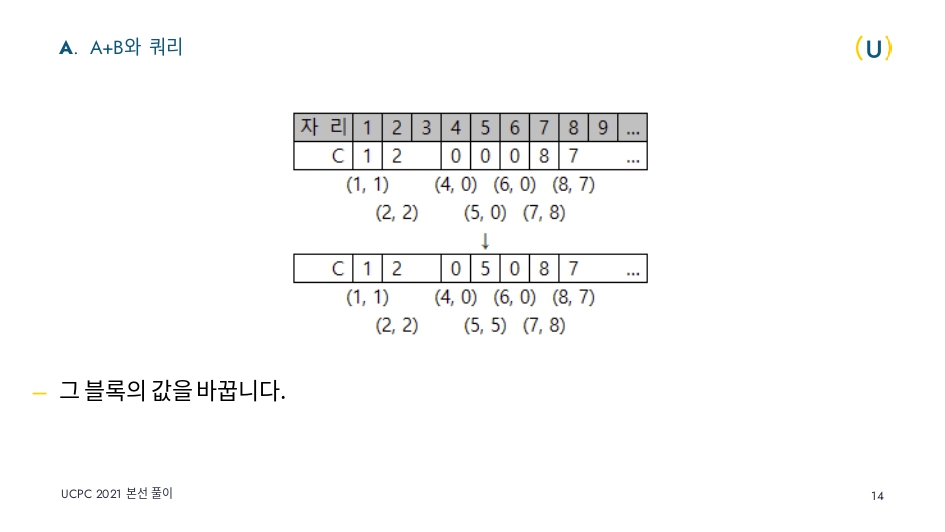 A. A+B와 쿼리
(U)
자 리 1 2 3 4 5 6 7 8 9 ...
C 1 2 0 0 0 8 7 ...
(1, 1) (4, 0) (6, 0) (8, 7)
(2, 2) (5, 0) (7, 8)
↓
C 1 2 0 5 0 8 7 ...
(1, 1) (4, 0) (6, 0) (8, 7)
(2, 2) (5, 5) (7, 8)
– 그 블록의 값을 바꿉니다.
UCPC 2021 본선 풀이
14